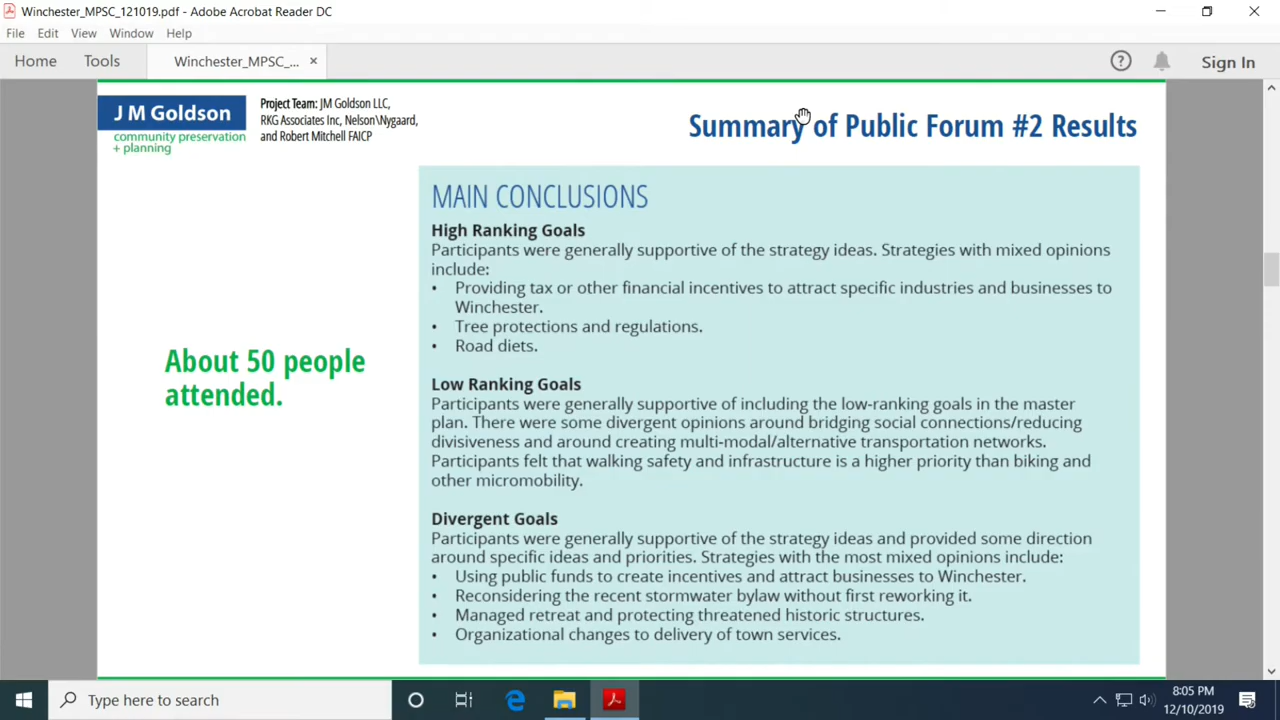 Winchester_MPSC_121019.pdf - Adobe Acrobat Reader DC
File Edit View Window Help
Home Tools Winchester_MPSC_... × Sign In
J M Goldson
community preservation
+ planning
Project Team: JM Goldson LLC,
RKG Associates Inc, Nelson\Nygaard,
and Robert Mitchell FAICP
Summary of Public Forum #2 Results
About 50 people
attended.
MAIN CONCLUSIONS
High Ranking Goals
Participants were generally supportive of the strategy ideas. Strategies with mixed opinions
include:
• Providing tax or other financial incentives to attract specific industries and businesses to
Winchester.
• Tree protections and regulations.
• Road diets.
Low Ranking Goals
Participants were generally supportive of including the low-ranking goals in the master
plan. There were some divergent opinions around bridging social connections/reducing
divisiveness and around creating multi-modal/alternative transportation networks.
Participants felt that walking safety and infrastructure is a higher priority than biking and
other micromobility.
Divergent Goals
Participants were generally supportive of the strategy ideas and provided some direction
around specific ideas and priorities. Strategies with the most mixed opinions include:
• Using public funds to create incentives and attract businesses to Winchester.
• Reconsidering the recent stormwater bylaw without first reworking it.
• Managed retreat and protecting threatened historic structures.
• Organizational changes to delivery of town services.
Type here to search
8:05 PM
12/10/2019